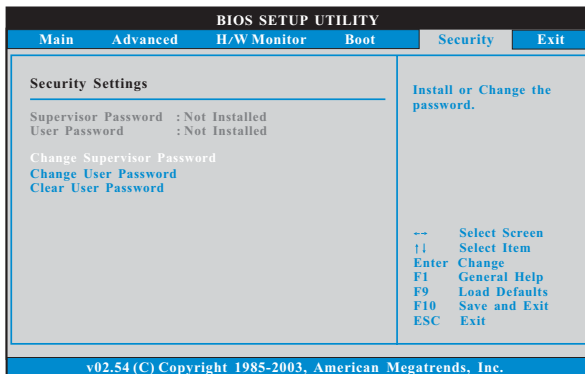 BIOS SETUP UTILITY
Main Advanced H/W Monitor Boot Security Exit
Security Settings
Supervisor Password : Not Installed
User Password : Not Installed
Change Supervisor Password
Change User Password
Clear User Password
Install or Change the
password.
←→ Select Screen
↑↓ Select Item
Enter Change
F1 General Help
F9 Load Defaults
F10 Save and Exit
ESC Exit
v02.54 (C) Copyright 1985-2003, American Megatrends, Inc.